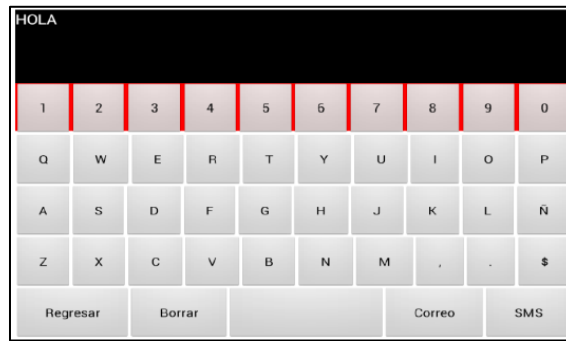 HOLA
1 2 3 4 5 6 7 8 9 0
Q W E R T Y U I O P
A S D F G H J K L Ñ
Z X C V B N M , . $
Regresar Borrar Correo SMS